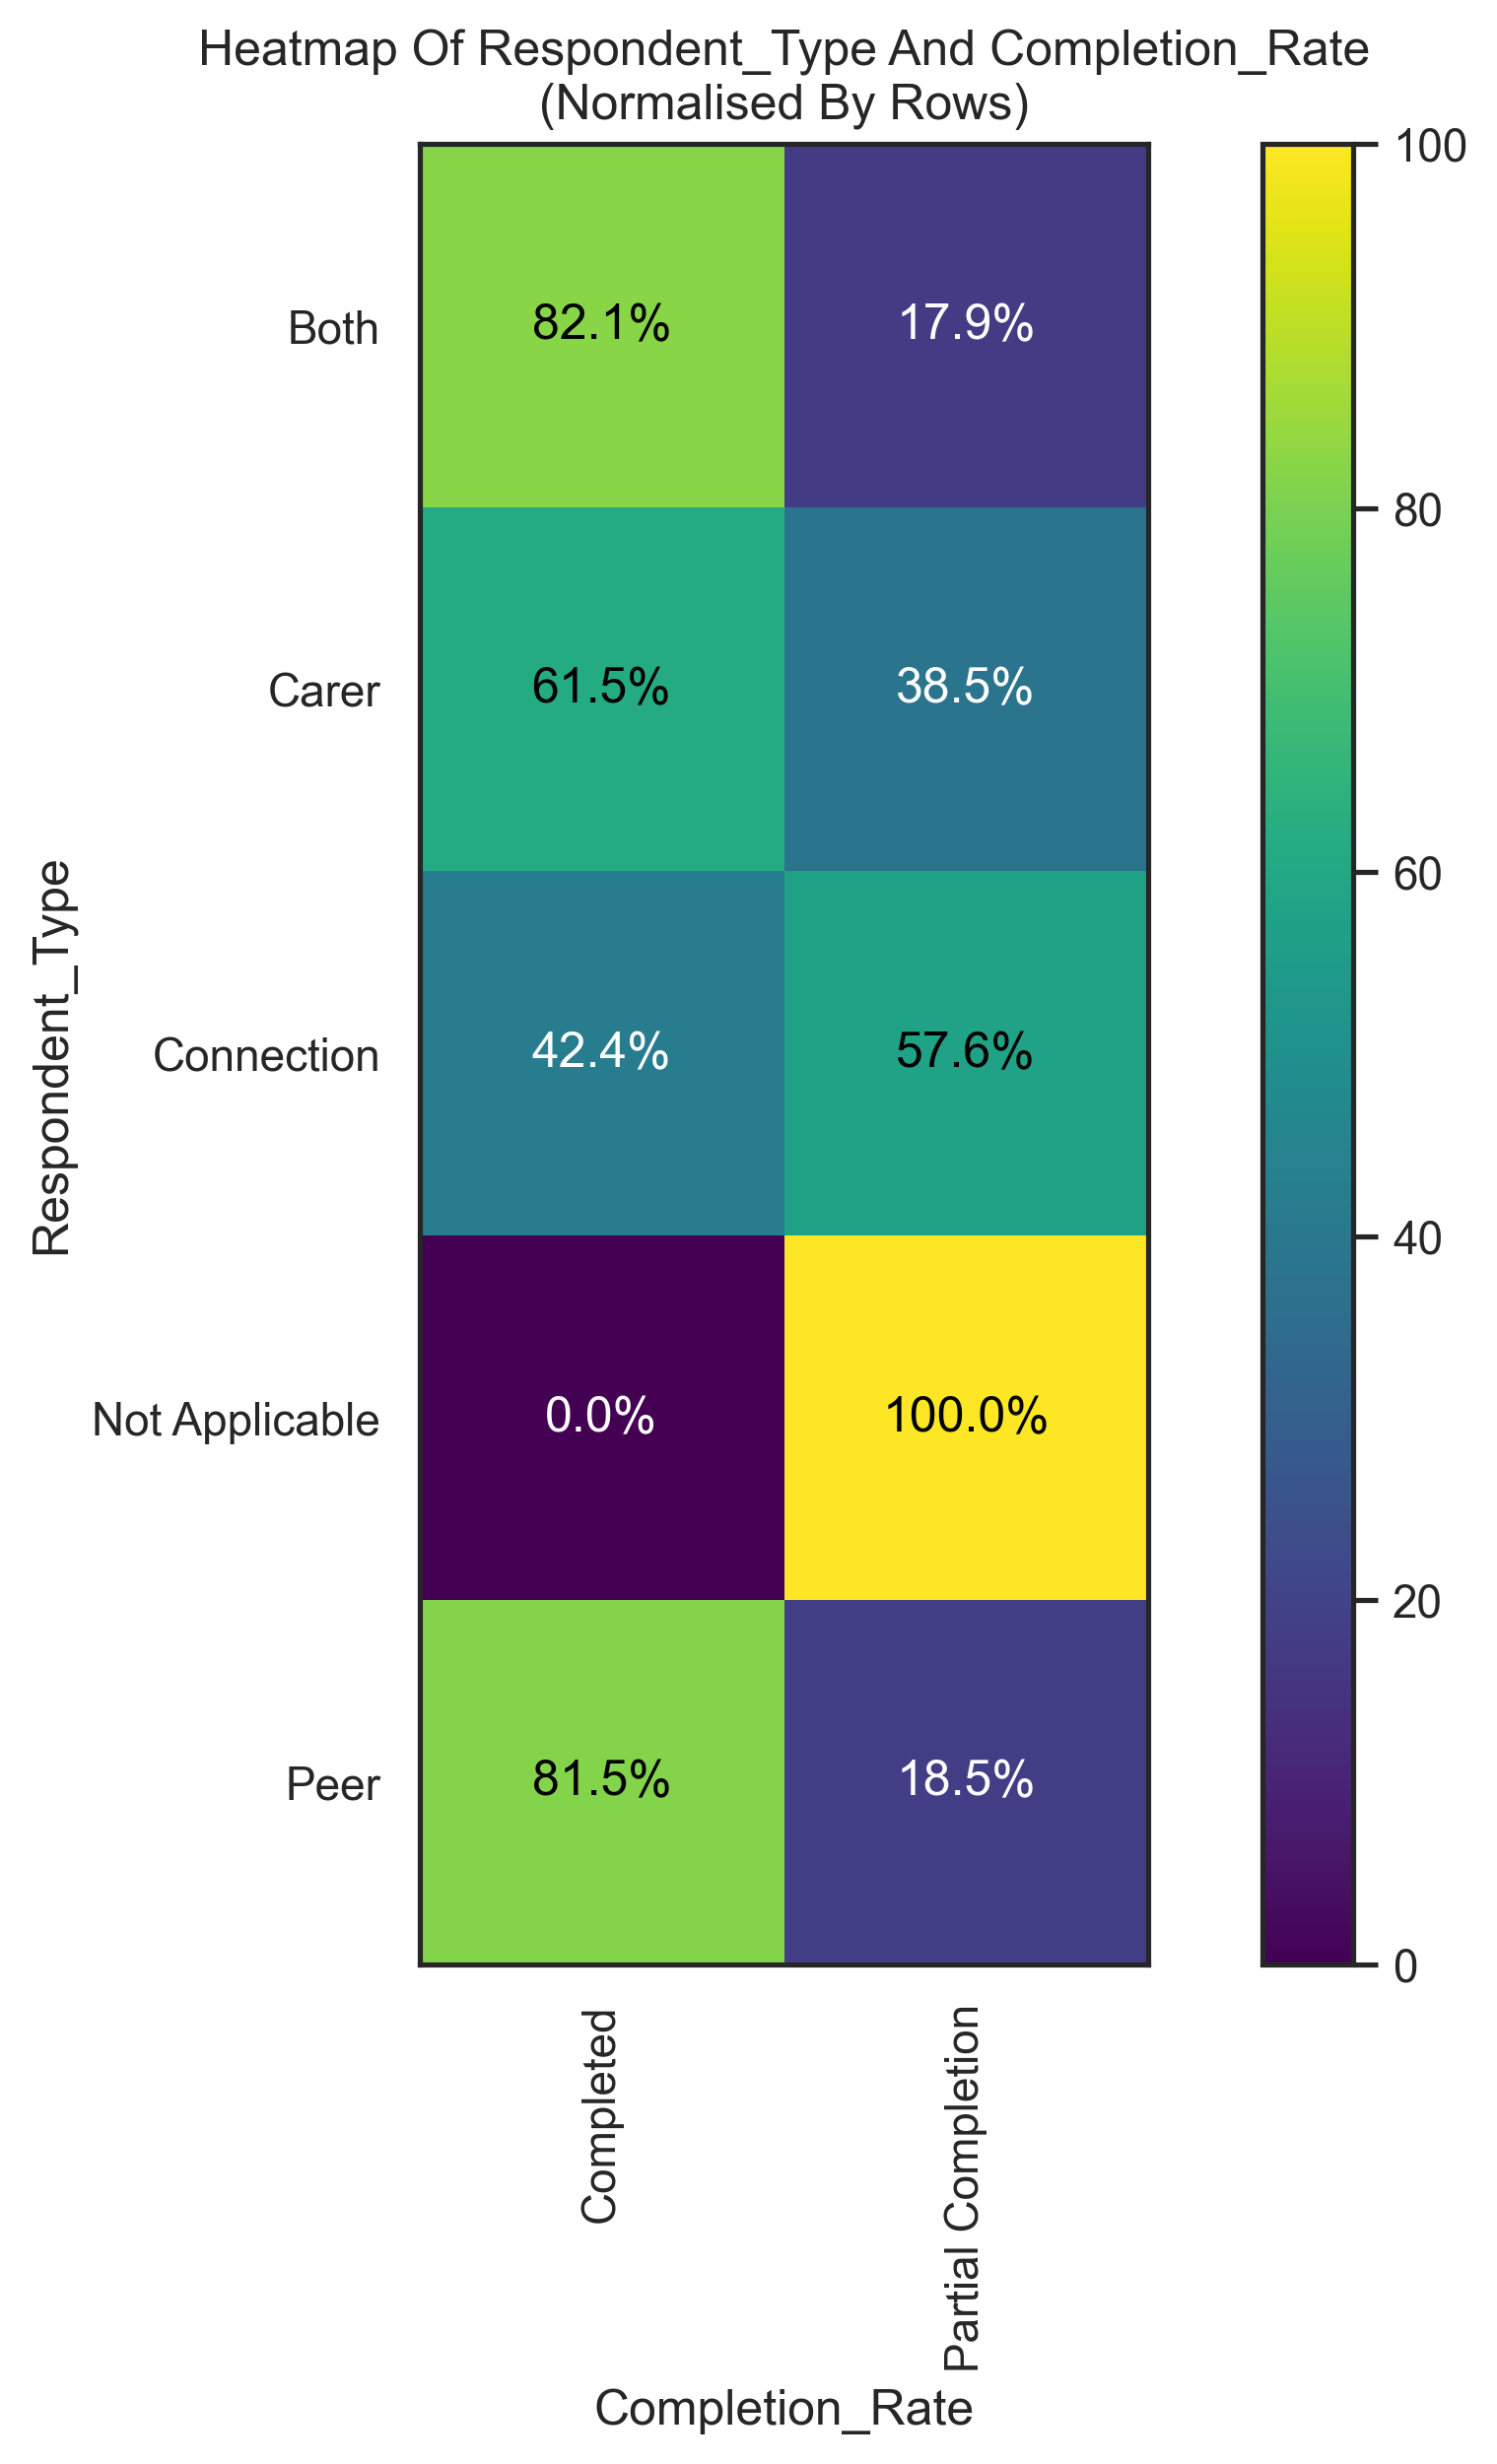 Heatmap Of Respondent_Type And Completion_Rate
(Normalised By Rows)
100
Both
82.1%
17.9%
80
Carer
61.5%
38.5%
60
Respondent_Type
Connection
42.4%
57.6%
40
Not Applicable
0.0%
100.0%
20
Peer
81.5%
18.5%
0
Completed
Partial Completion
Completion_Rate